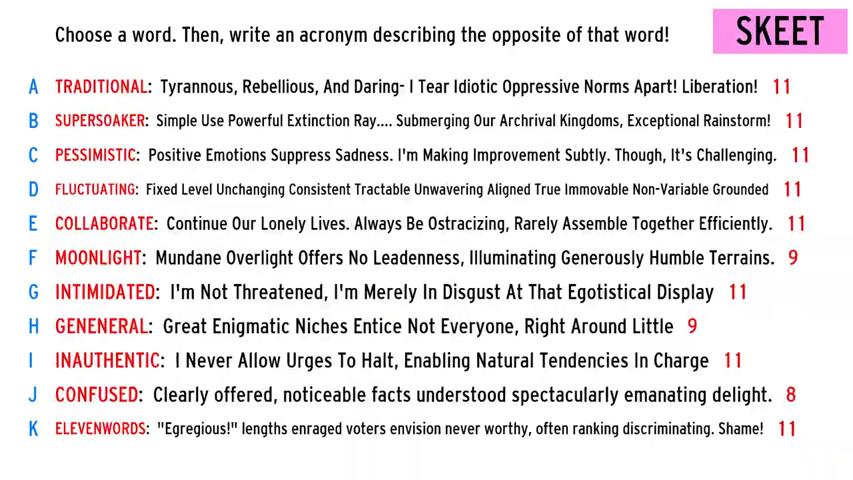 Choose a word. Then, write an acronym describing the opposite of that word!
SKEET
A TRADITIONAL: Tyrannous, Rebellious, And Daring- I Tear Idiotic Oppressive Norms Apart! Liberation! 11
B SUPERSOAKER: Simple Use Powerful Extinction Ray.... Submerging Our Archrival Kingdoms, Exceptional Rainstorm! 11
C PESSIMISTIC: Positive Emotions Suppress Sadness. I'm Making Improvement Subtly. Though, It's Challenging. 11
D FLUCTUATING: Fixed Level Unchanging Consistent Tractable Unwavering Aligned True Immovable Non-Variable Grounded 11
E COLLABORATE: Continue Our Lonely Lives. Always Be Ostracizing, Rarely Assemble Together Efficiently. 11
F MOONLIGHT: Mundane Overlight Offers No Leadenness, Illuminating Generously Humble Terrains. 9
G INTIMIDATED: I'm Not Threatened, I'm Merely In Disgust At That Egotistical Display 11
H GENENERAL: Great Enigmatic Niches Entice Not Everyone, Right Around Little 9
I INAUTHENTIC: I Never Allow Urges To Halt, Enabling Natural Tendencies In Charge 11
J CONFUSED: Clearly offered, noticeable facts understood spectacularly emanating delight. 8
K ELEVENWORDS: "Egregious!" lengths enraged voters envision never worthy, often ranking discriminating. Shame! 11